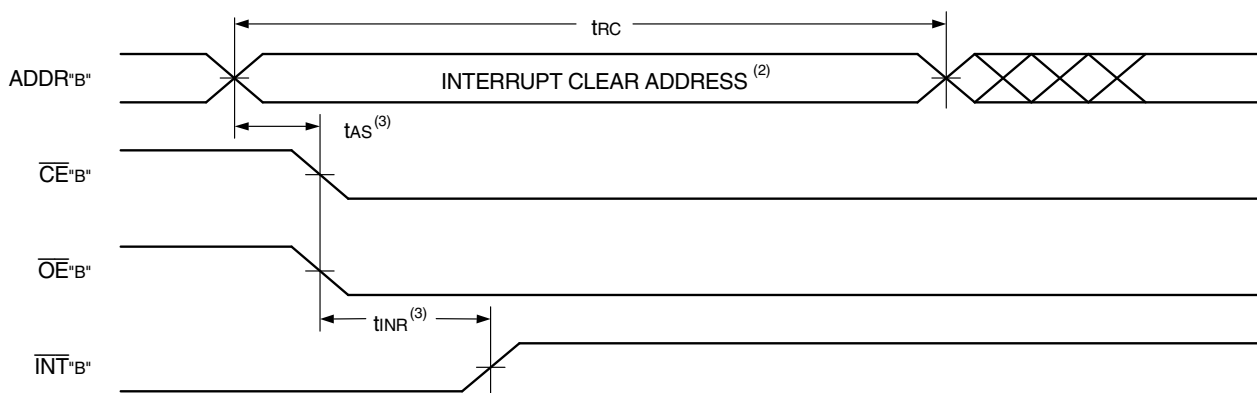 tRC
ADDR"B"
INTERRUPT CLEAR ADDRESS (2)
tAS(3)
CE"B"
OE"B"
tINR(3)
INT"B"